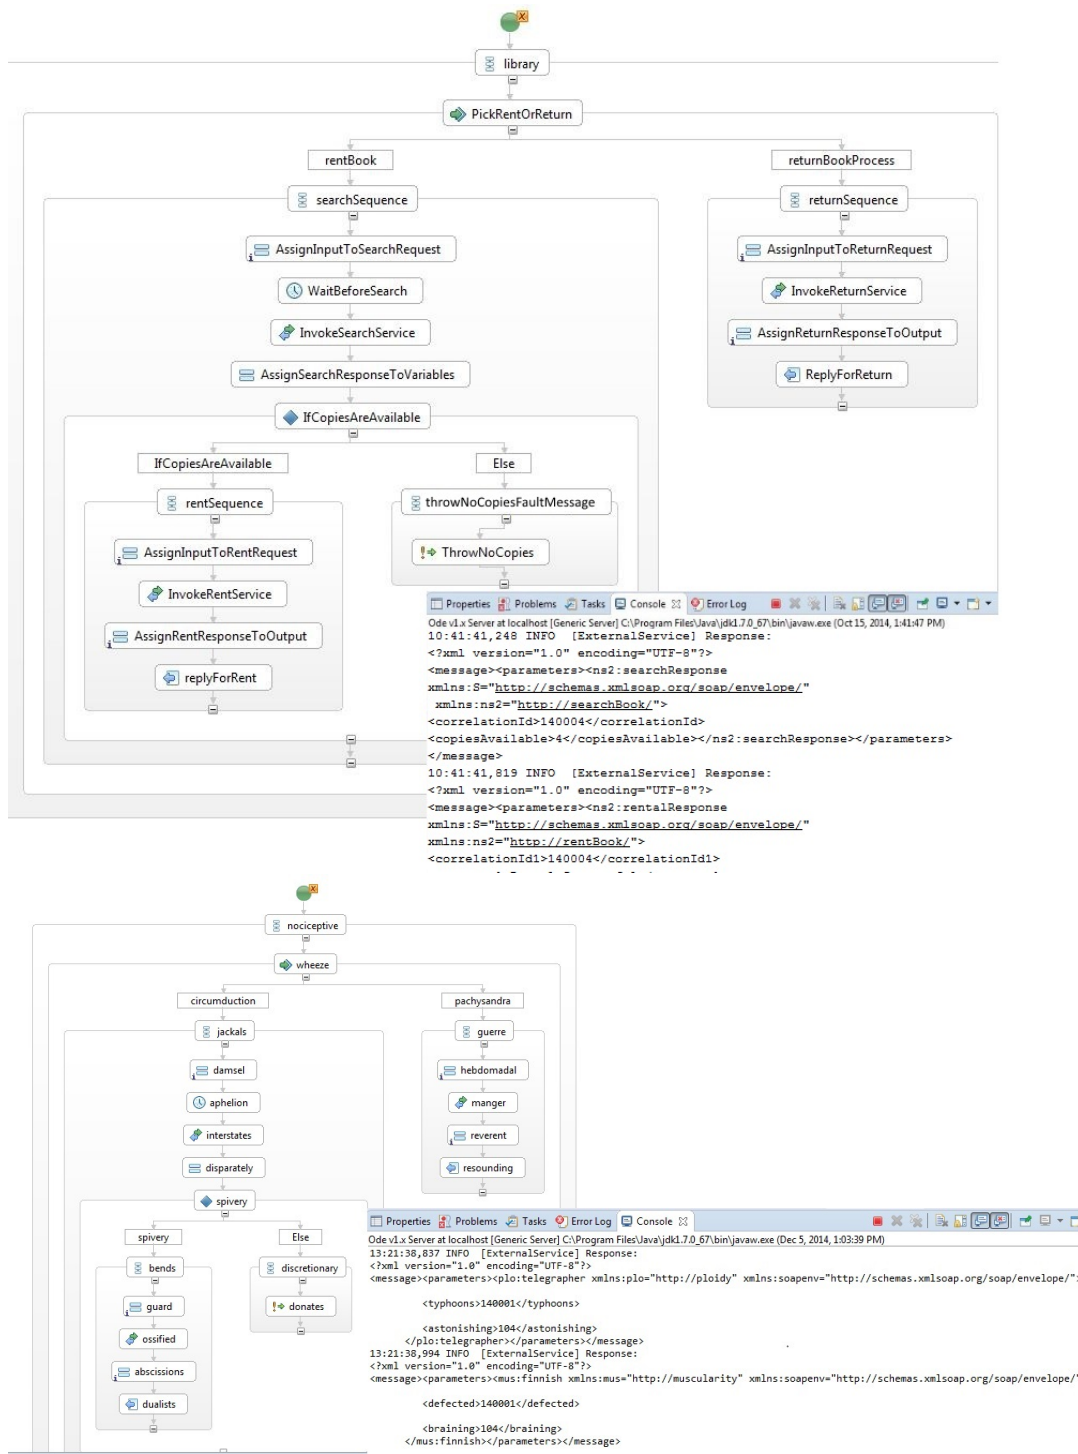 library
PickRentOrReturn
rentBook
returnBookProcess
searchSequence
returnSequence
AssignInputToSearchRequest
AssignInputToReturnRequest
WaitBeforeSearch
InvokeReturnService
InvokeSearchService
AssignReturnResponseToOutput
AssignSearchResponseToVariables
ReplyForReturn
IfCopiesAreAvailable
IfCopiesAreAvailable
Else
rentSequence
throwNoCopiesFaultMessage
AssignInputToRentRequest
ThrowNoCopies
InvokeRentService
AssignRentResponseToOutput
replyForRent
Properties Problems Tasks Console Error Log
Ode v1.x Server at localhost [Generic Server] C:\Program Files\Java\jdk1.7.0_67\bin\javaw.exe (Oct 15, 2014, 1:41:47 PM)
10:41:41,248 INFO [ExternalService] Response:
<?xml version="1.0" encoding="UTF-8"?>
<message><parameters><ns2:searchResponse
xmlns:S="http://schemas.xmlsoap.org/soap/envelope/"
xmlns:ns2="http://searchBook/">
<correlationId>140004</correlationId>
<copiesAvailable>4</copiesAvailable></ns2:searchResponse></parameters>
</message>
10:41:41,819 INFO [ExternalService] Response:
<?xml version="1.0" encoding="UTF-8"?>
<message><parameters><ns2:rentalResponse
xmlns:S="http://schemas.xmlsoap.org/soap/envelope/"
xmlns:ns2="http://rentBook/">
<correlationId1>140004</correlationId1>
nociceptive
wheeze
circumduction
pachysandra
jackals
guerre
damsel
hebdomadal
aphelion
manger
interstates
reverent
disparately
resounding
spivery
spivery
Else
bends
discretionary
guard
donates
ossified
abscissions
dualists
Properties Problems Tasks Error Log Console
Ode v1.x Server at localhost [Generic Server] C:\Program Files\Java\jdk1.7.0_67\bin\javaw.exe (Dec 5, 2014, 1:03:39 PM)
13:21:38,837 INFO [ExternalService] Response:
<?xml version="1.0" encoding="UTF-8"?>
<message><parameters><plo:telegrapher xmlns:plo="http://ploidy" xmlns:soapenv="http://schemas.xmlsoap.org/soap/envelope/"
<typhoons>140001</typhoons>
<astonishing>104</astonishing>
</plo:telegrapher></parameters></message>
13:21:38,994 INFO [ExternalService] Response:
<?xml version="1.0" encoding="UTF-8"?>
<message><parameters><mus:finnish xmlns:mus="http://muscularity" xmlns:soapenv="http://schemas.xmlsoap.org/soap/envelope/"
<defected>140001</defected>
<braining>104</braining>
</mus:finnish></parameters></message>